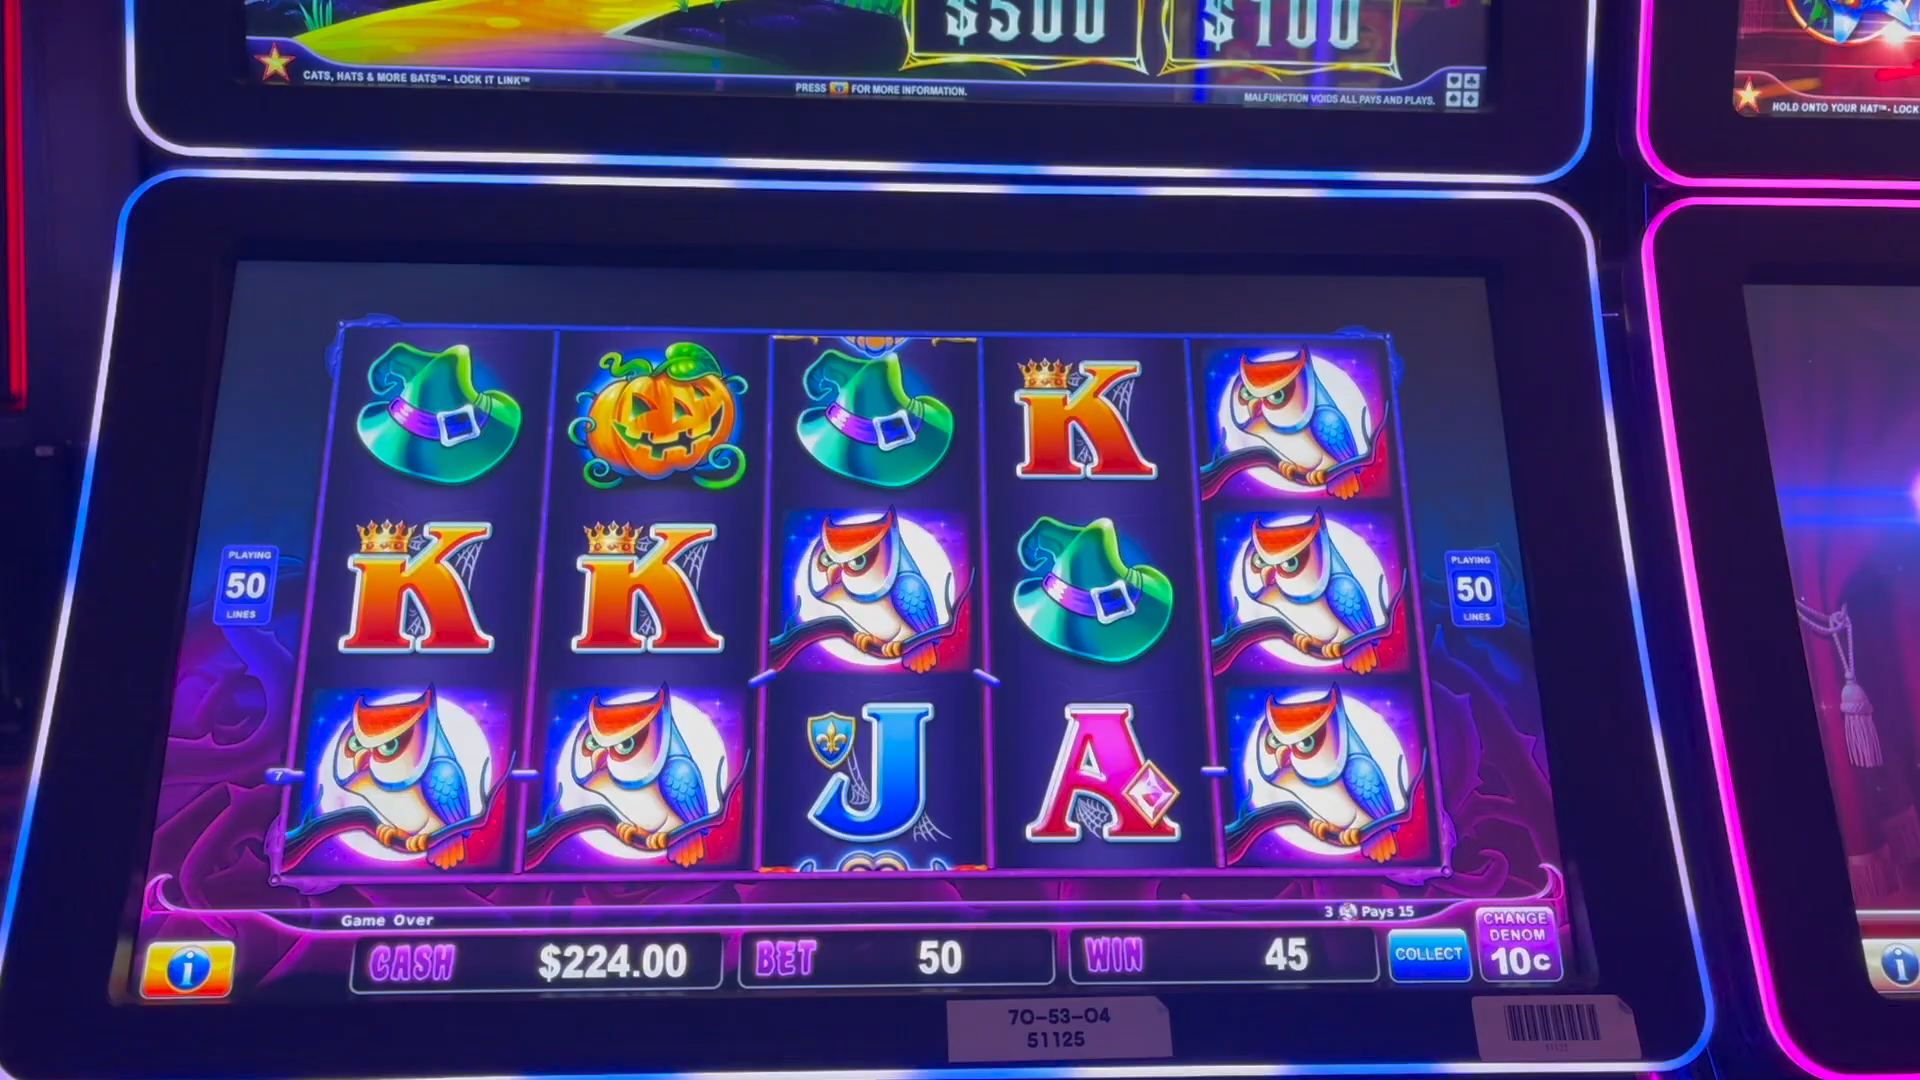 $500
$100
CATS, HATS & MORE BATS™ - LOCK IT LINK™
PRESS i FOR MORE INFORMATION.
MALFUNCTION VOIDS ALL PAYS AND PLAYS.
HOLD ONTO YOUR HAT™ - LOCK
K
PLAYING
50
LINES
K
K
PLAYING
50
LINES
7
J
A
Game Over
3 Pays 15
CASH
$224.00
BET
50
WIN
45
COLLECT
CHANGE
DENOM
10¢
i
i
70-53-04
51125